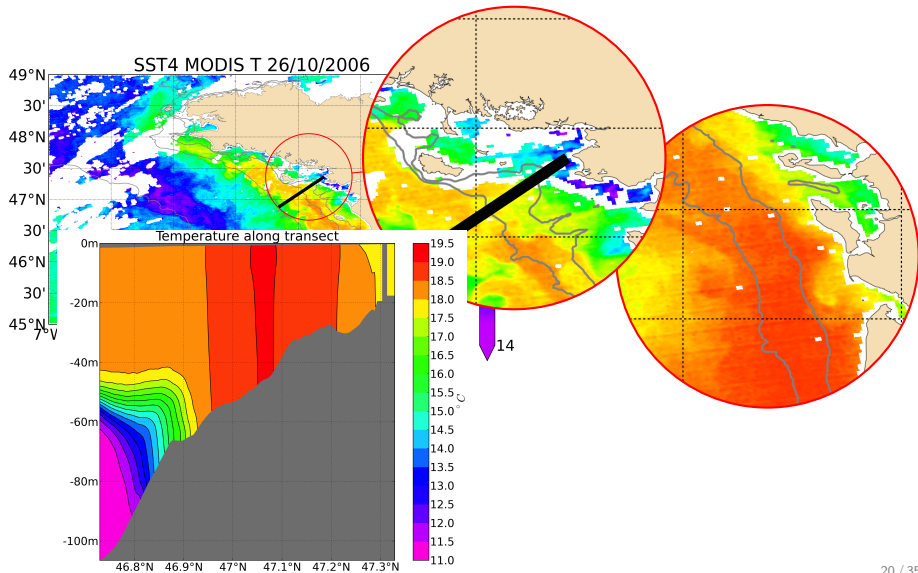 SST4 MODIS T 26/10/2006
49°N
30'
48°N
30'
47°N
30'
46°N
30'
45°N
7°W
14
Temperature along transect
0m
-20m
-40m
-60m
-80m
-100m
46.8°N 46.9°N 47°N 47.1°N 47.2°N 47.3°N
19.5
19.0
18.5
18.0
17.5
17.0
16.5
16.0
15.5
15.0
14.5
14.0
13.5
13.0
12.5
12.0
11.5
11.0
°C
20 / 35